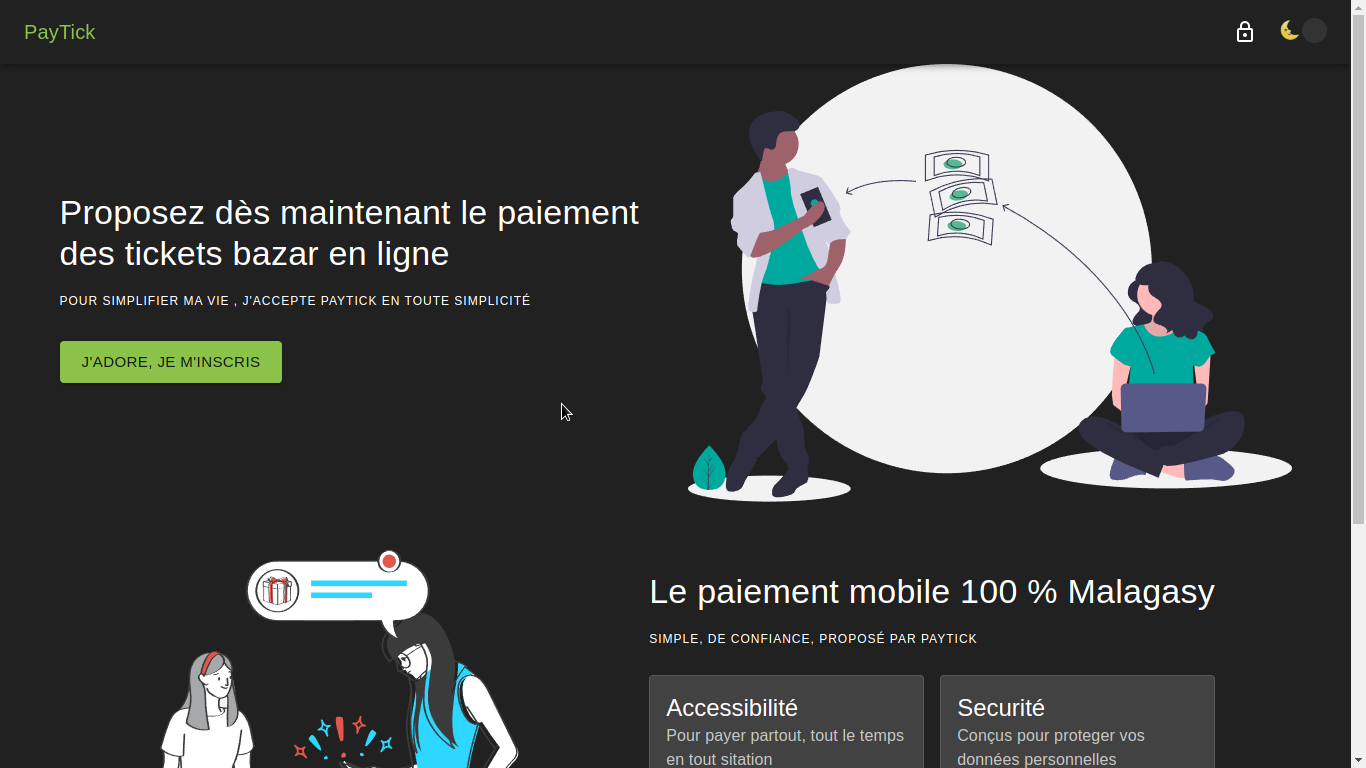 PayTick
Proposez dès maintenant le paiement
des tickets bazar en ligne
POUR SIMPLIFIER MA VIE , J'ACCEPTE PAYTICK EN TOUTE SIMPLICITÉ
J'ADORE, JE M'INSCRIS
Le paiement mobile 100 % Malagasy
SIMPLE, DE CONFIANCE, PROPOSÉ PAR PAYTICK
Accessibilité
Pour payer partout, tout le temps
en tout sitation
Securité
Conçus pour proteger vos
données personnelles